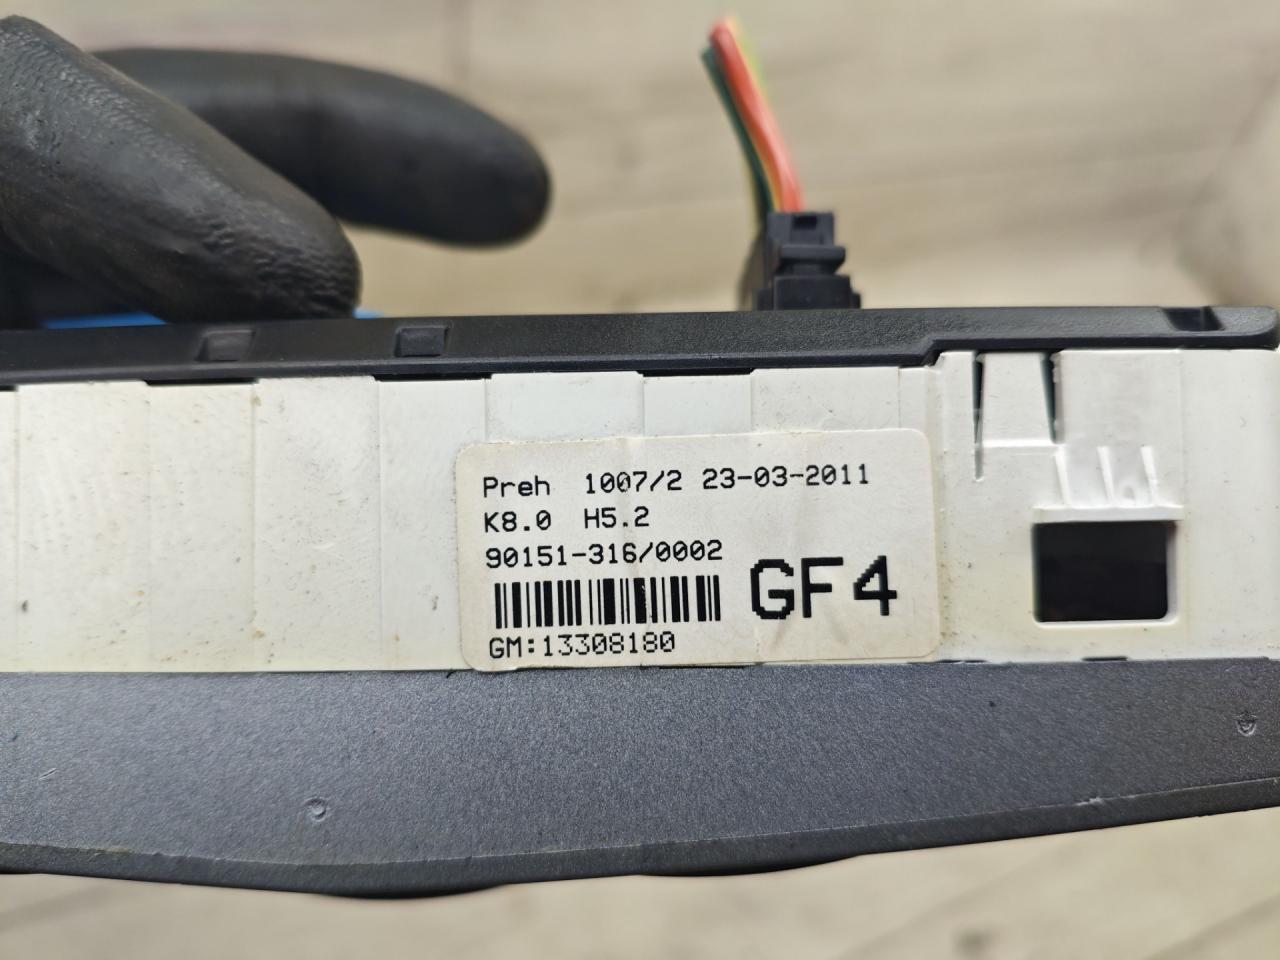 Preh 1007/2 23-03-2011
K8.0 H5.2
90151-316/0002
GF4
GM:13308180